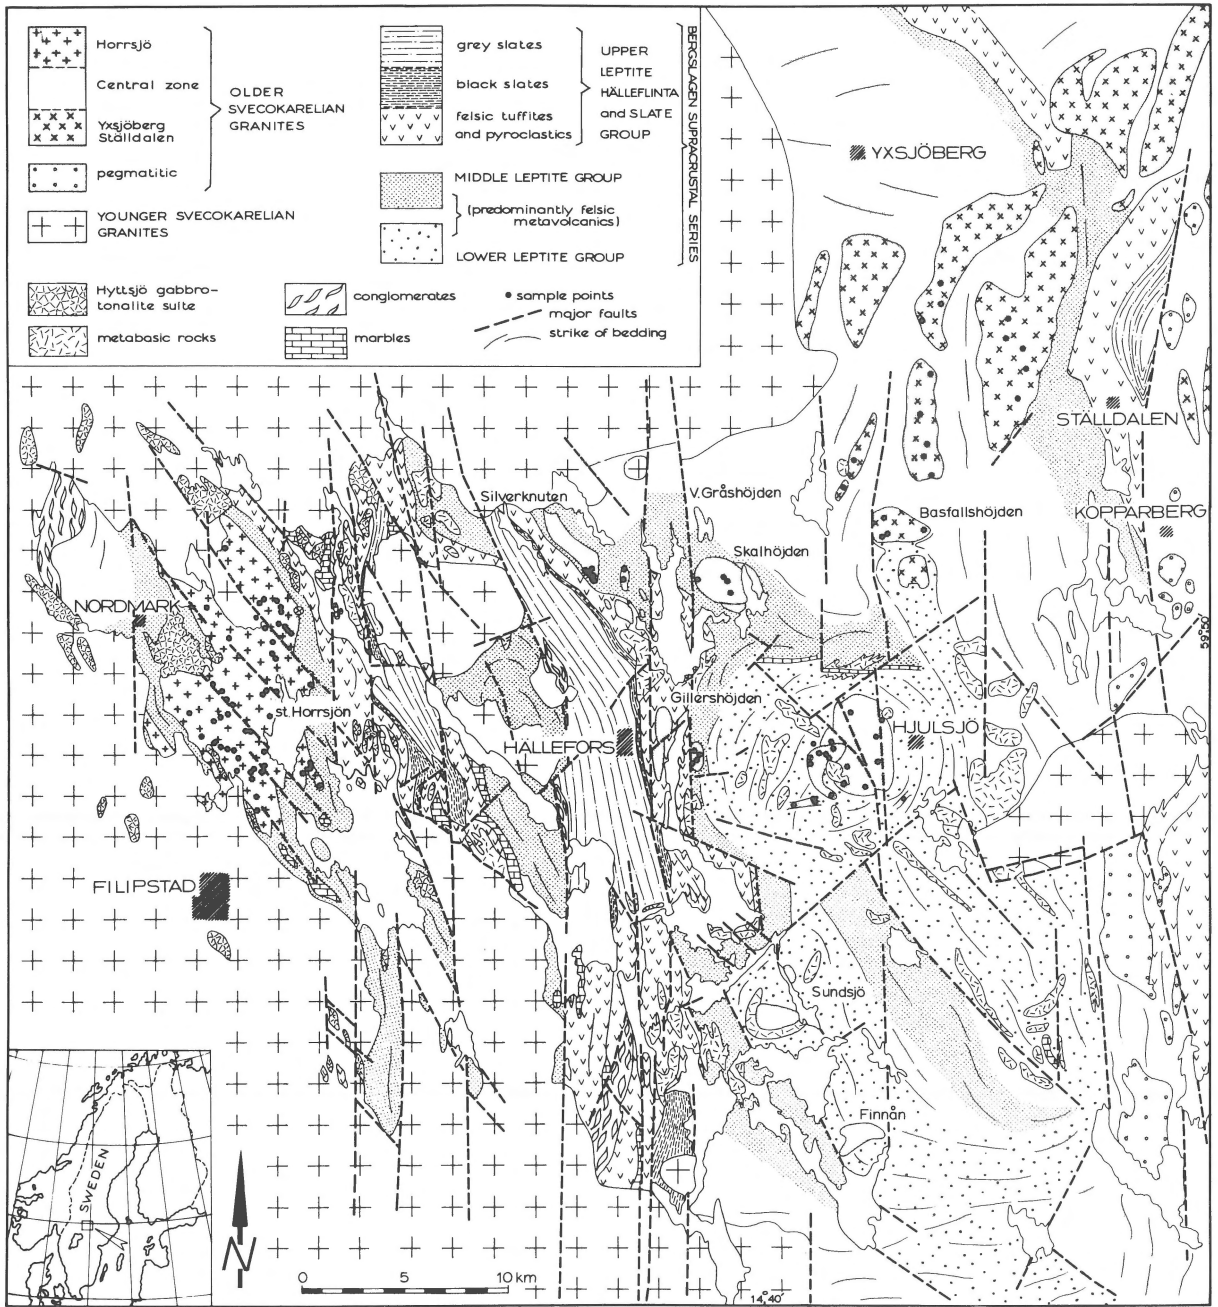 Horrsjö
Central zone
Yxsjöberg
Ställdalen
pegmatitic
OLDER
SVECOKARELIAN
GRANITES
YOUNGER SVECOKARELIAN
GRANITES
Hyttsjö gabbro-
tonalite suite
metabasic rocks
grey slates
black slates
felsic tuffites
and pyroclastics
UPPER
LEPTITE
HÄLLEFLINTA
and SLATE
GROUP
MIDDLE LEPTITE GROUP
(predominantly felsic
metavolcanics)
LOWER LEPTITE GROUP
BERGSLAGEN SUPRACRUSTAL SERIES
conglomerates
marbles
sample points
major faults
strike of bedding
YXSJÖBERG
STÄLLDALEN
KOPPARBERG
Silverknuten
V.Gråshöjden
Basfallshöjden
Skalhöjden
NORDMARK
59°50'
st.Horrsjön
Gillershöjden
HÄLLEFORS
HJULSJÖ
FILIPSTAD
Sundsjö
Finnån
SWEDEN
N
0 5 10 km
14°40'